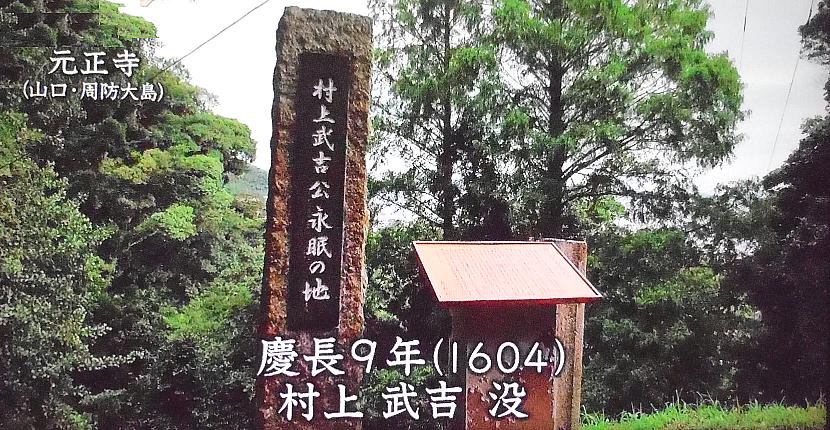 元正寺
(山口・周防大島)
村上武吉公永眠の地
慶長9年(1604)
村上 武吉 没